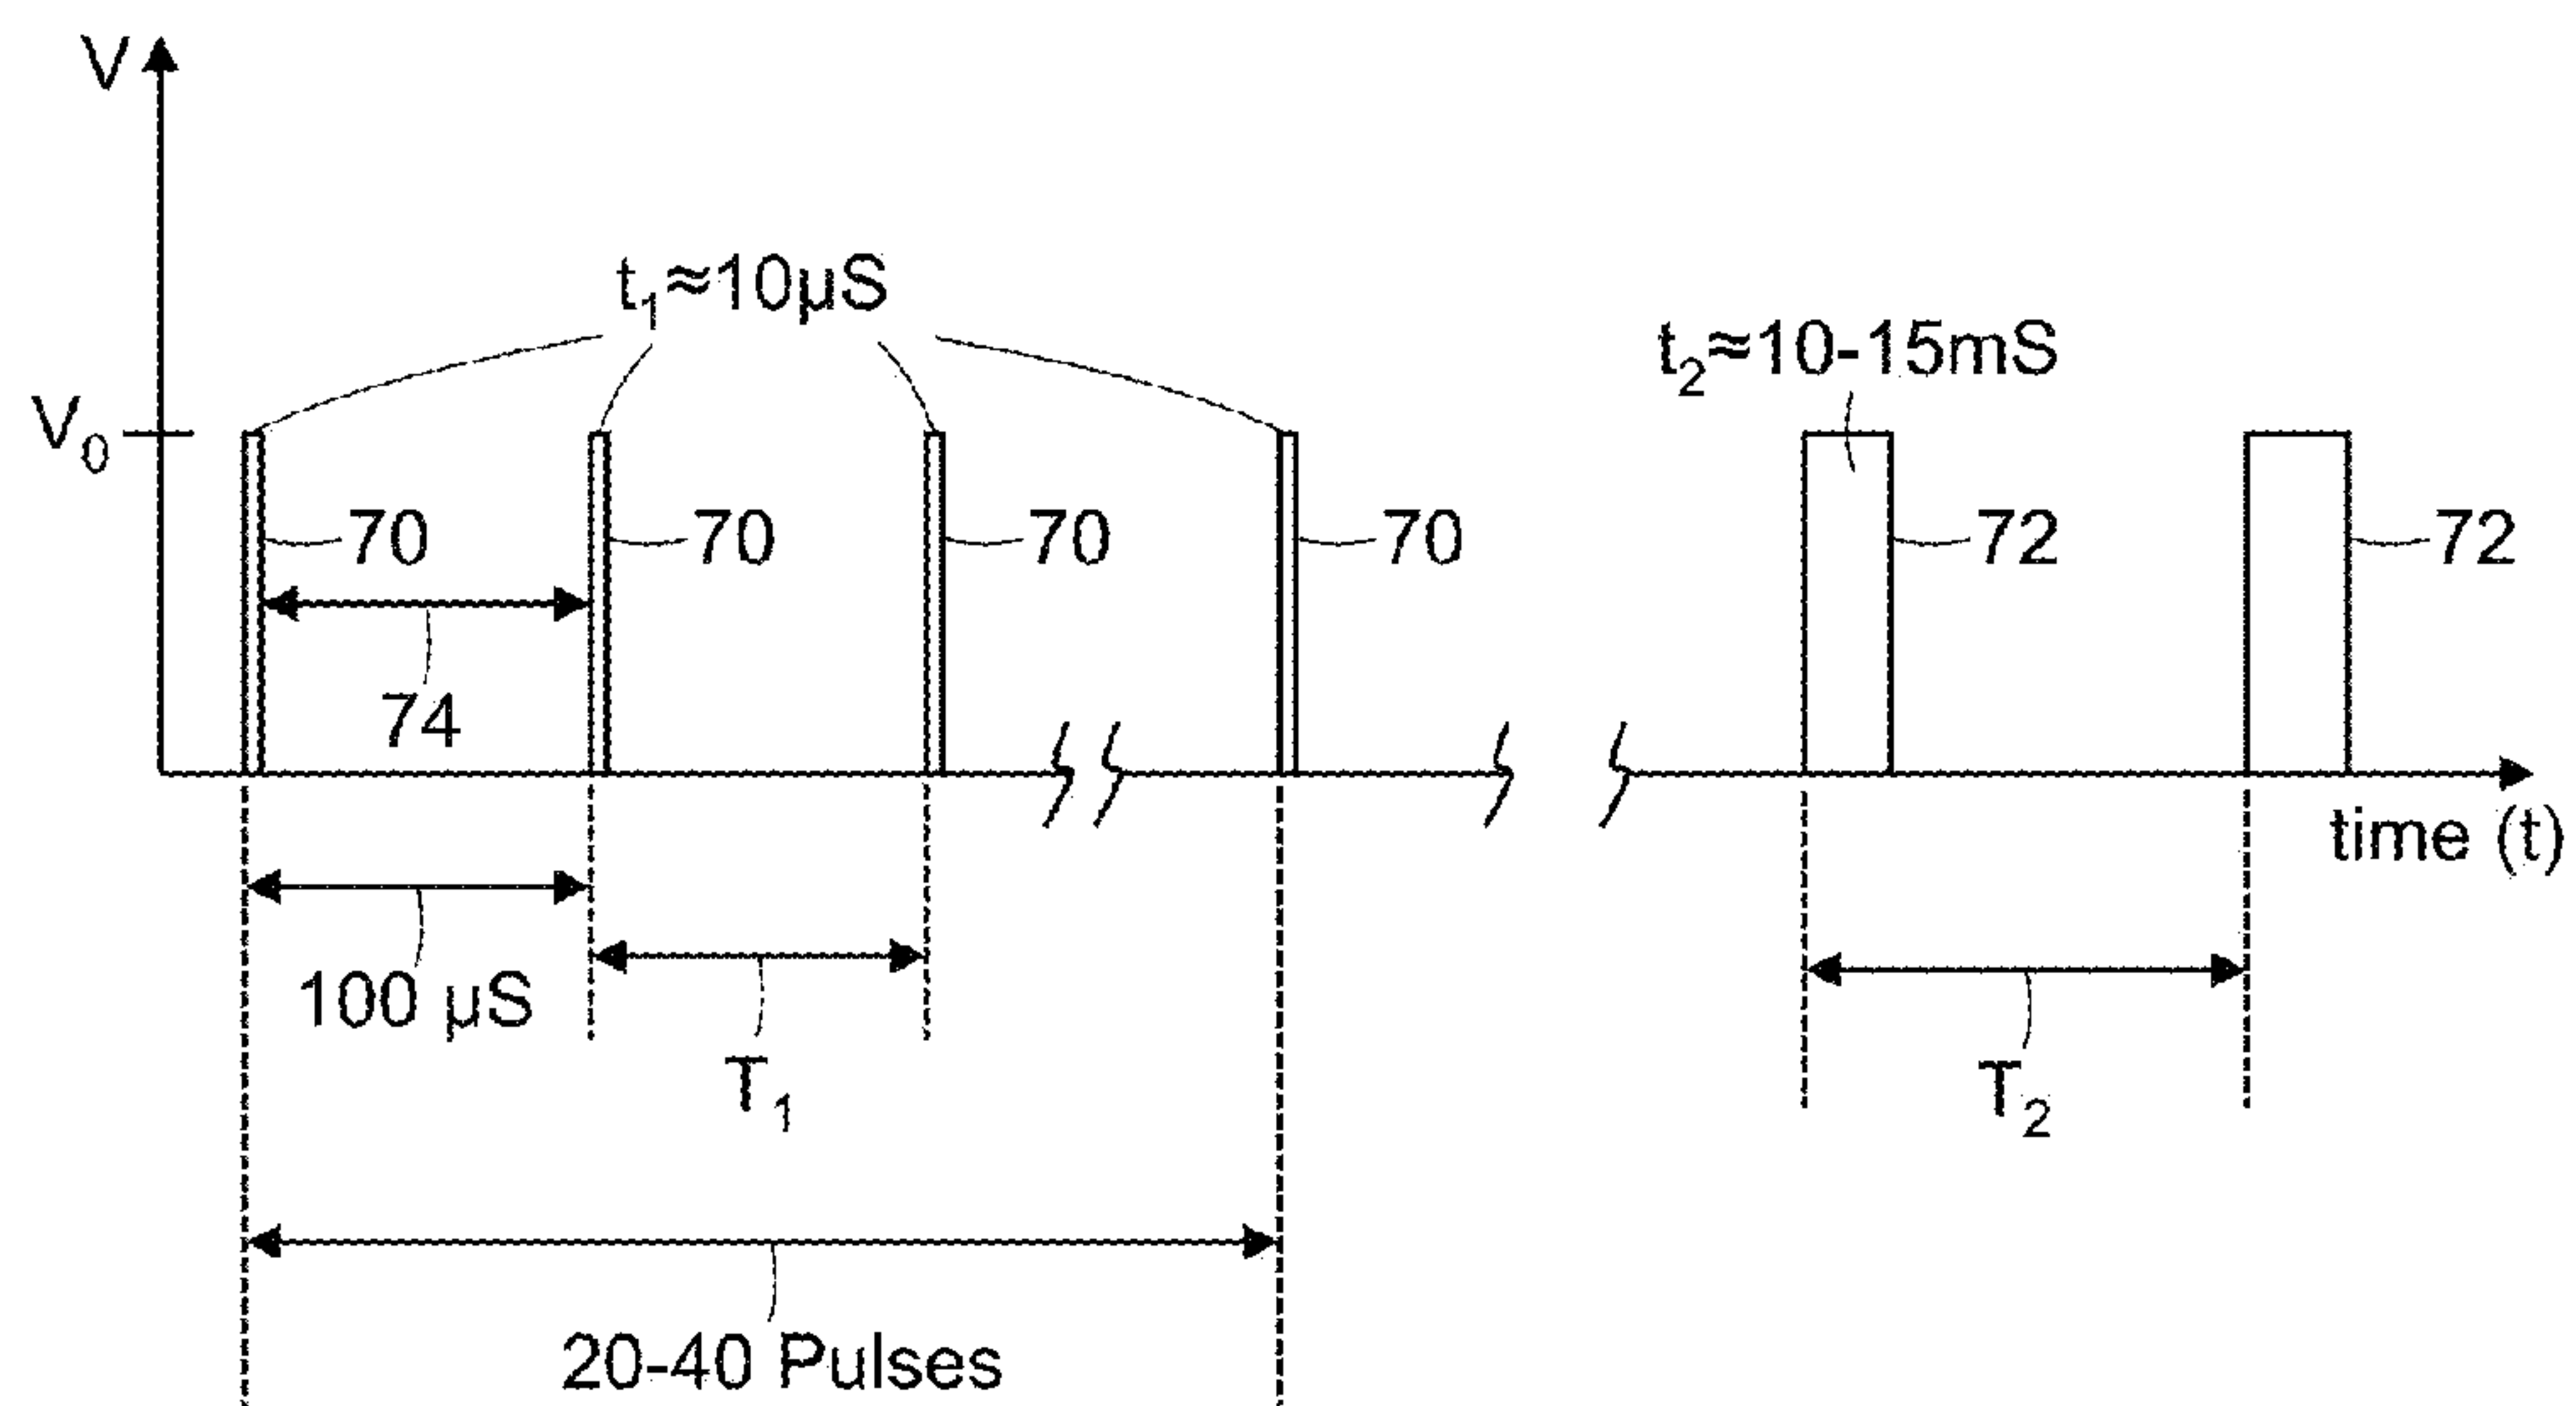 V
t₁≈10µS
t₂≈10-15mS
V₀
70 70 70 70 72 72
74
time (t)
100 µS
T₁
T₂
20-40 Pulses